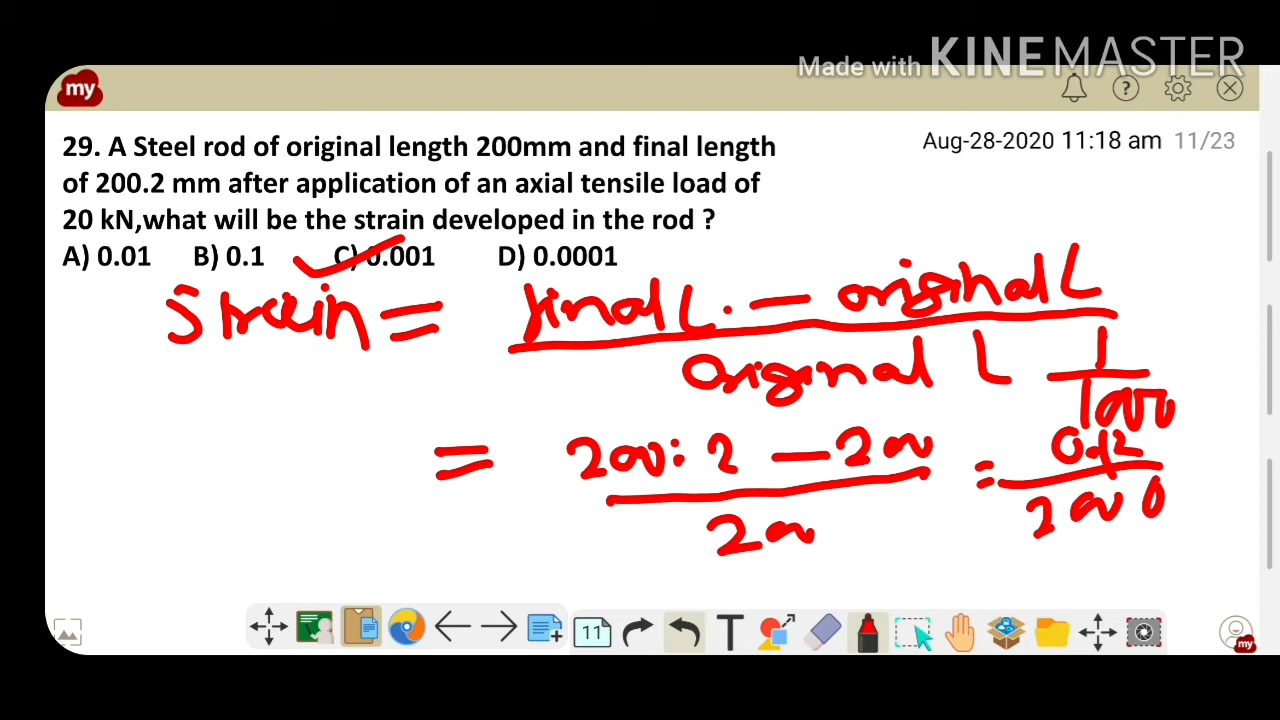 Made with KINEMASTER
my
Aug-28-2020 11:18 am 11/23
29. A Steel rod of original length 200mm and final length
of 200.2 mm after application of an axial tensile load of
20 kN,what will be the strain developed in the rod ?
A) 0.01 B) 0.1 C) 0.001 D) 0.0001
Strain = final L. — original L
original L
1
1000
= 200.2 — 200 = 0.2
200 2000
11
my